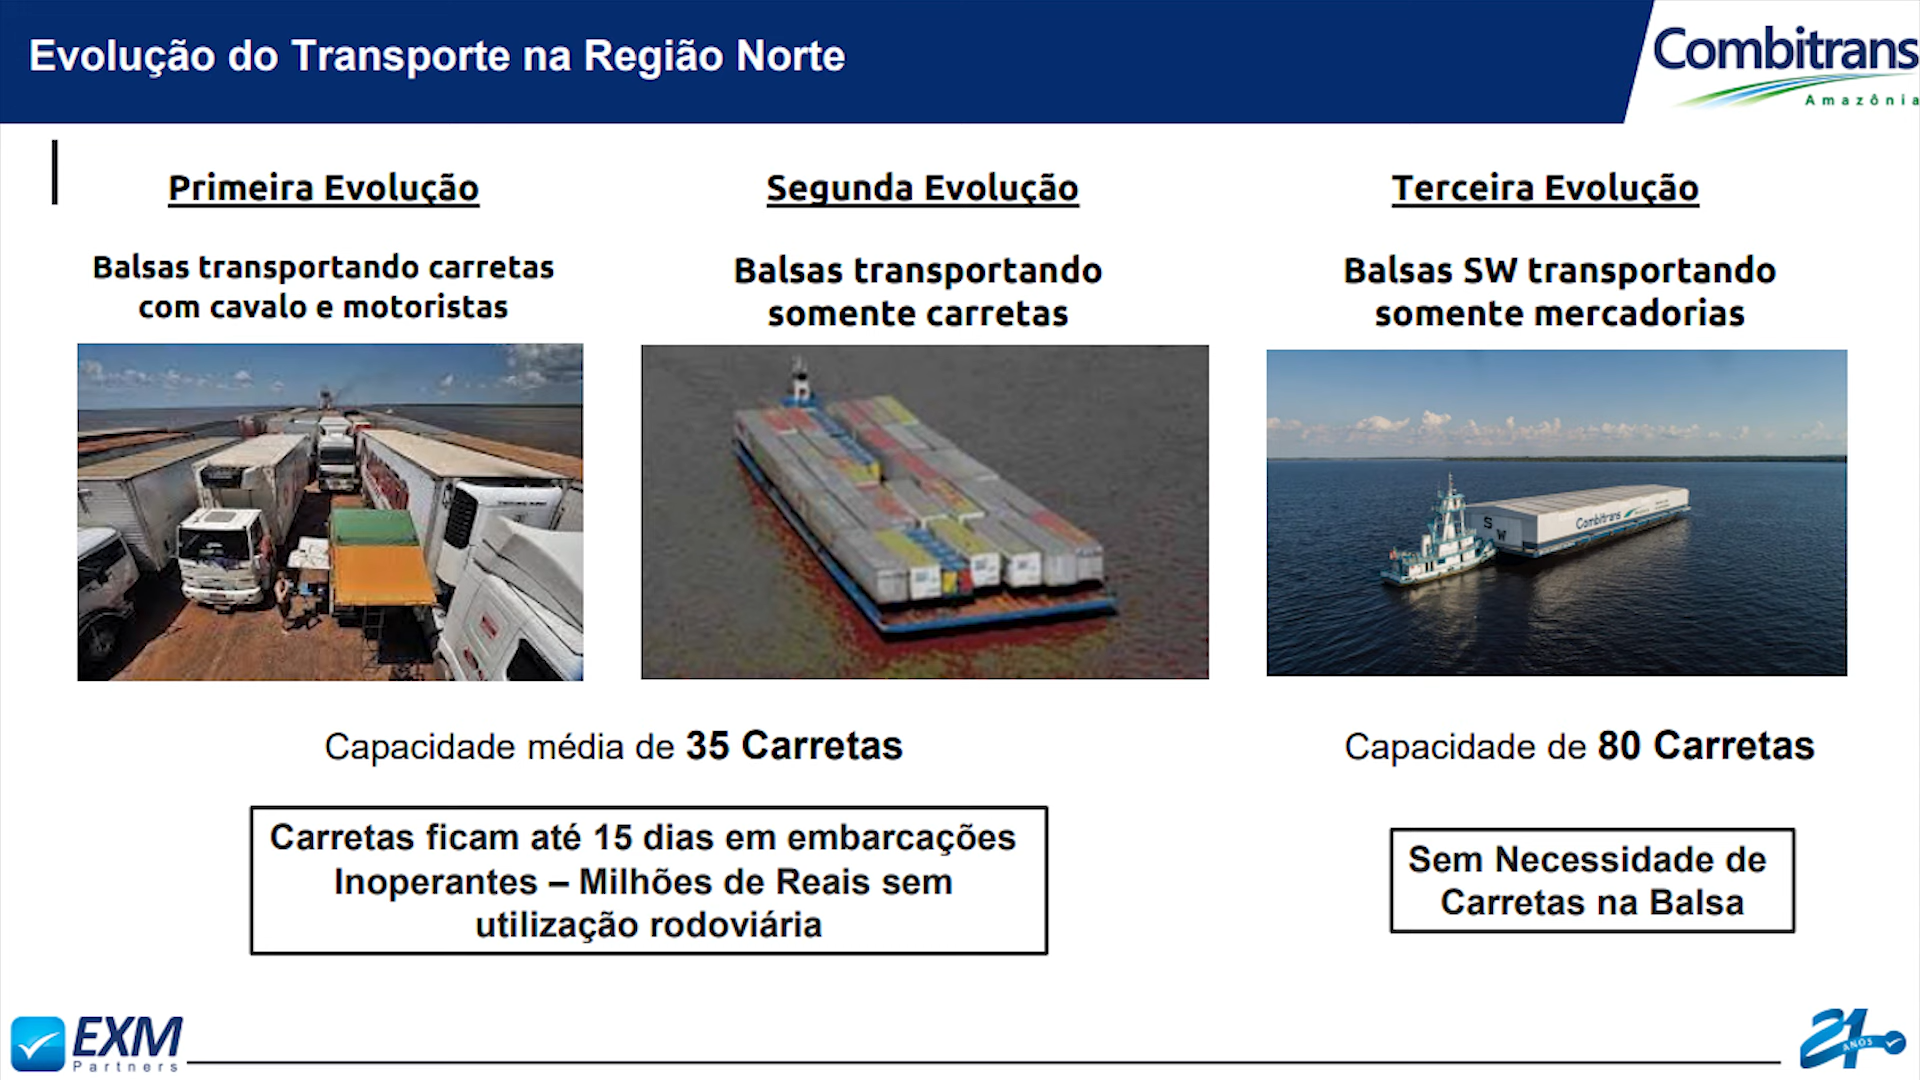 Evolução do Transporte na Região Norte
Combitrans
Amazônia
Primeira Evolução
Balsas transportando carretas
com cavalo e motoristas
Segunda Evolução
Balsas transportando
somente carretas
Terceira Evolução
Balsas SW transportando
somente mercadorias
S
W
Combitrans
Capacidade média de 35 Carretas
Capacidade de 80 Carretas
Carretas ficam até 15 dias em embarcações
Inoperantes – Milhões de Reais sem
utilização rodoviária
Sem Necessidade de
Carretas na Balsa
EXM
Partners
21
ANOS